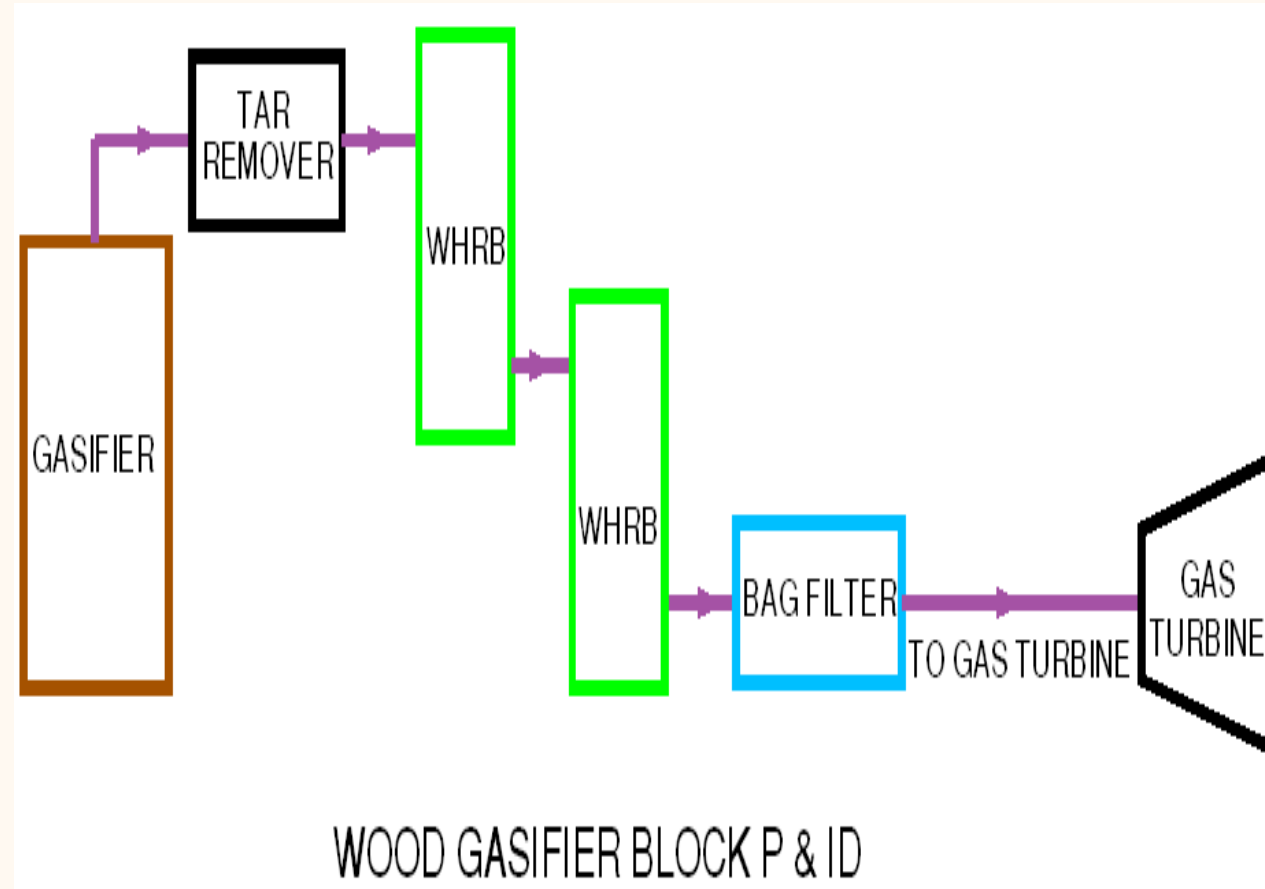 TAR
REMOVER
WHRB
GASIFIER
WHRB
BAG FILTER
GAS
TURBINE
TO GAS TURBINE
WOOD GASIFIER BLOCK P & ID